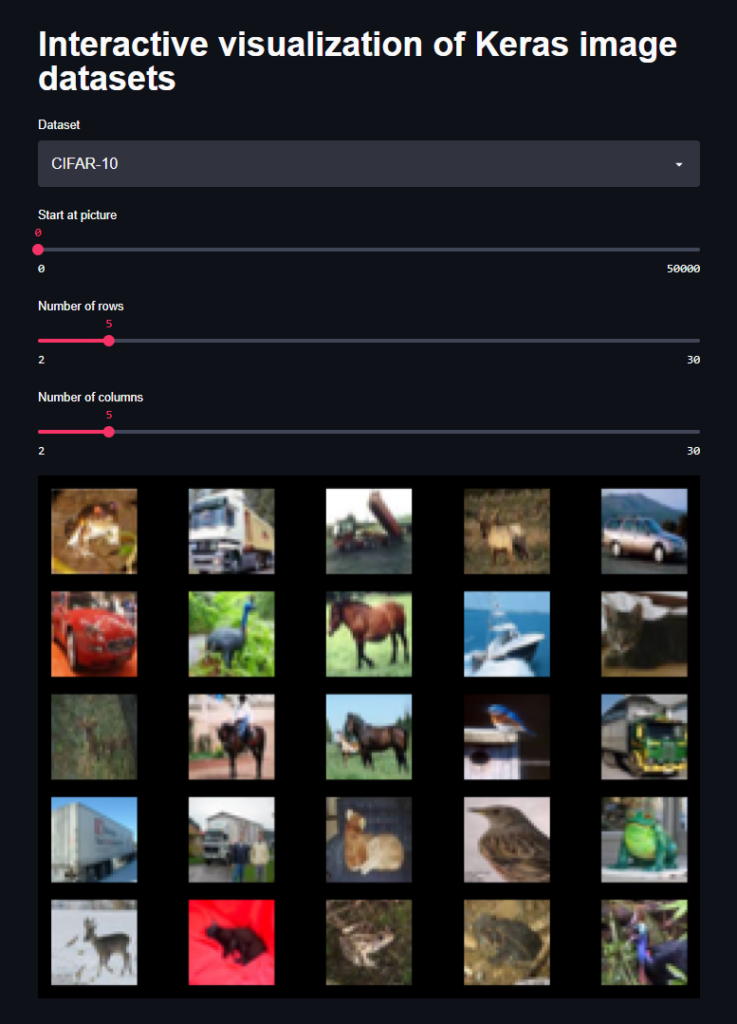 Interactive visualization of Keras image
datasets
Dataset
CIFAR-10
Start at picture
0
0 50000
Number of rows
5
2 30
Number of columns
5
2 30